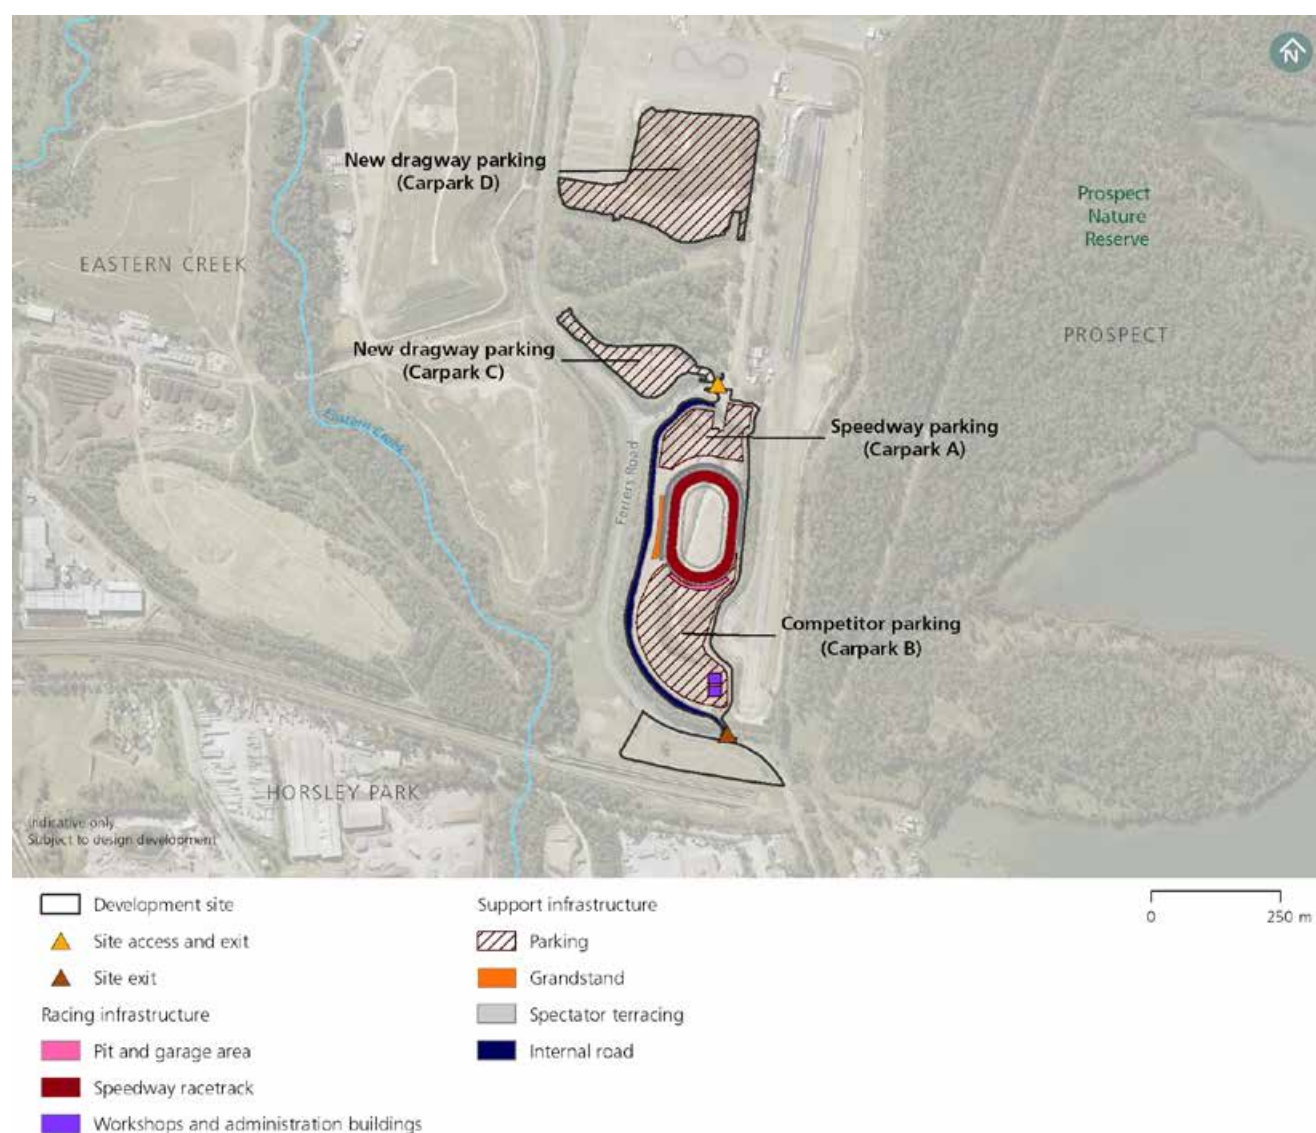 N
New dragway parking
(Carpark D)
Prospect
Nature
Reserve
EASTERN CREEK
PROSPECT
New dragway parking
(Carpark C)
Eastern Creek
Ferrers Road
Speedway parking
(Carpark A)
Competitor parking
(Carpark B)
HORSLEY PARK
Indicative only
Subject to design development
Development site
Site access and exit
Site exit
Racing infrastructure
Pit and garage area
Speedway racetrack
Workshops and administration buildings
Support infrastructure
Parking
Grandstand
Spectator terracing
Internal road
0 250 m